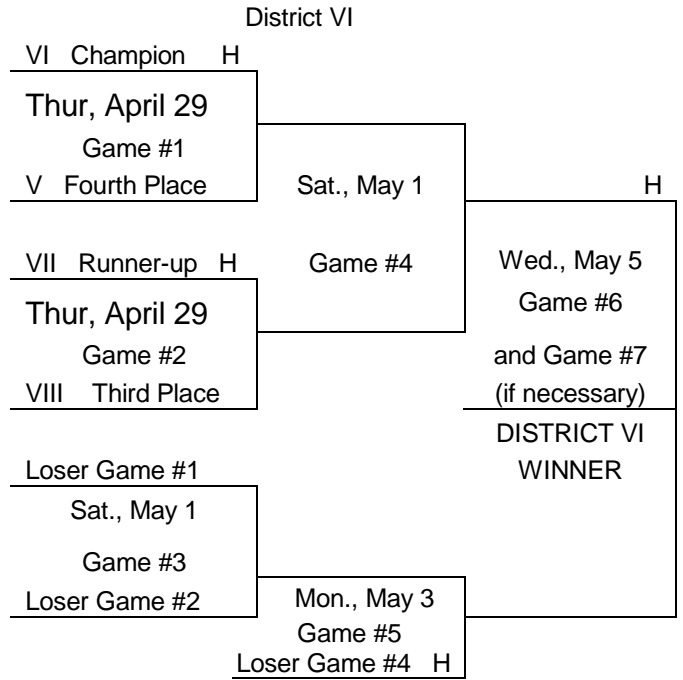 District VI
VI Champion H
Thur, April 29
Game #1
V Fourth Place
Sat., May 1
H
VII Runner-up H
Game #4
Wed., May 5
Thur, April 29
Game #6
Game #2
and Game #7
VIII Third Place
(if necessary)
DISTRICT VI
Loser Game #1
WINNER
Sat., May 1
Game #3
Loser Game #2
Mon., May 3
Game #5
Loser Game #4 H